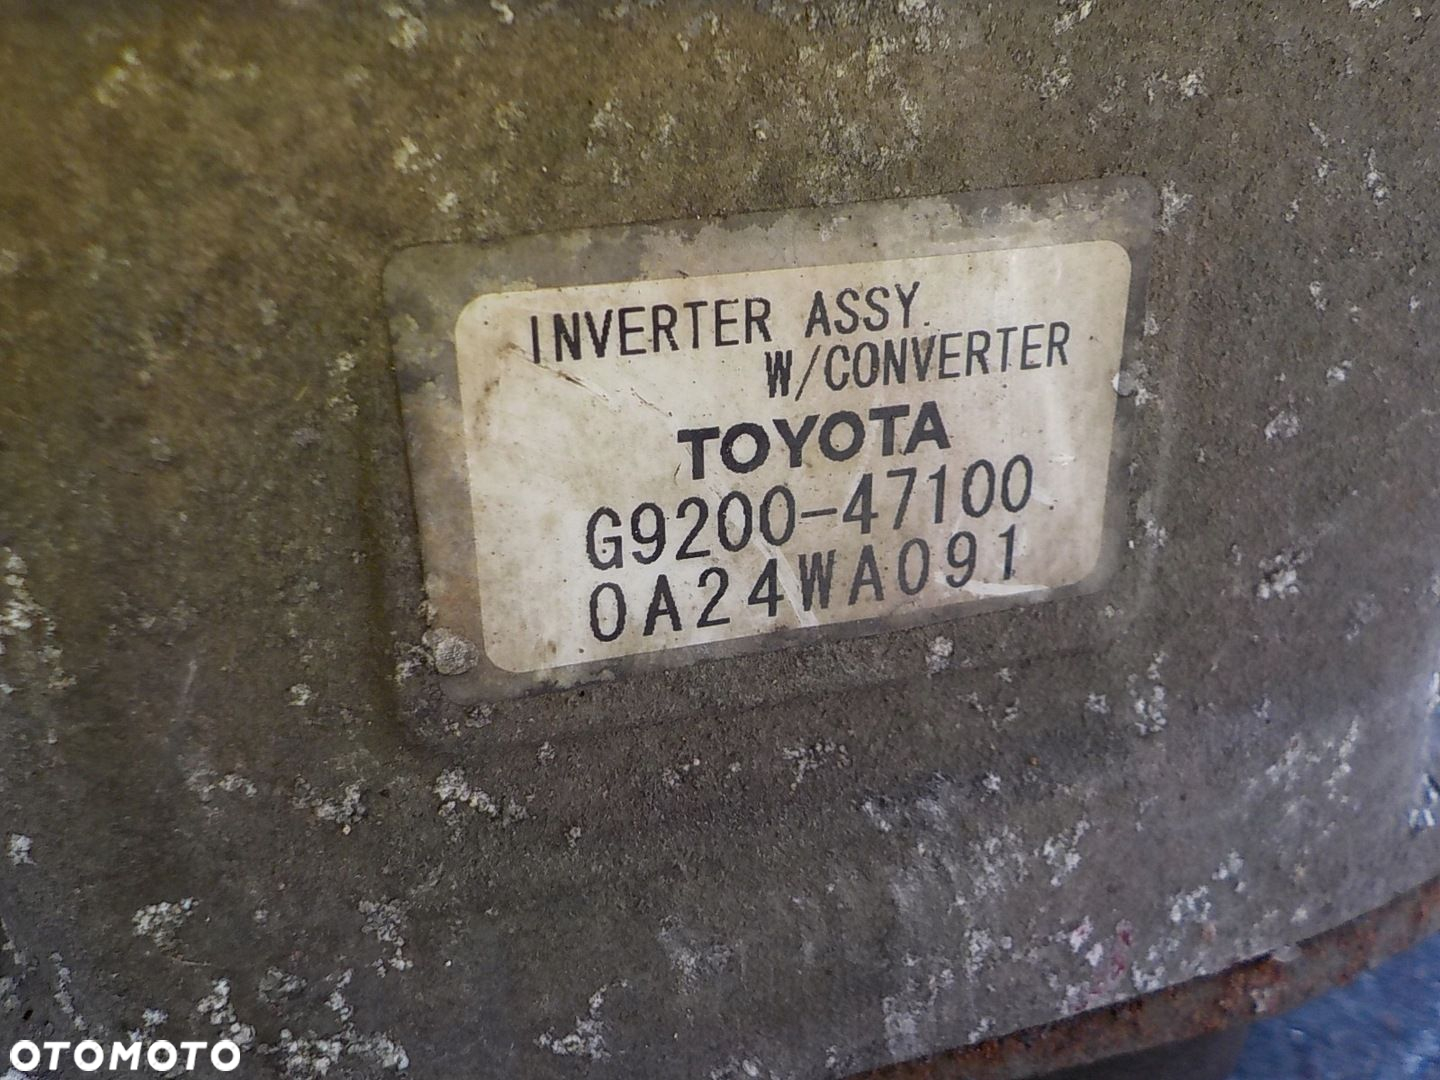 INVERTER ASSY.
W/CONVERTER
TOYOTA
G9200-47100
0A24WA091
OTOMOTO